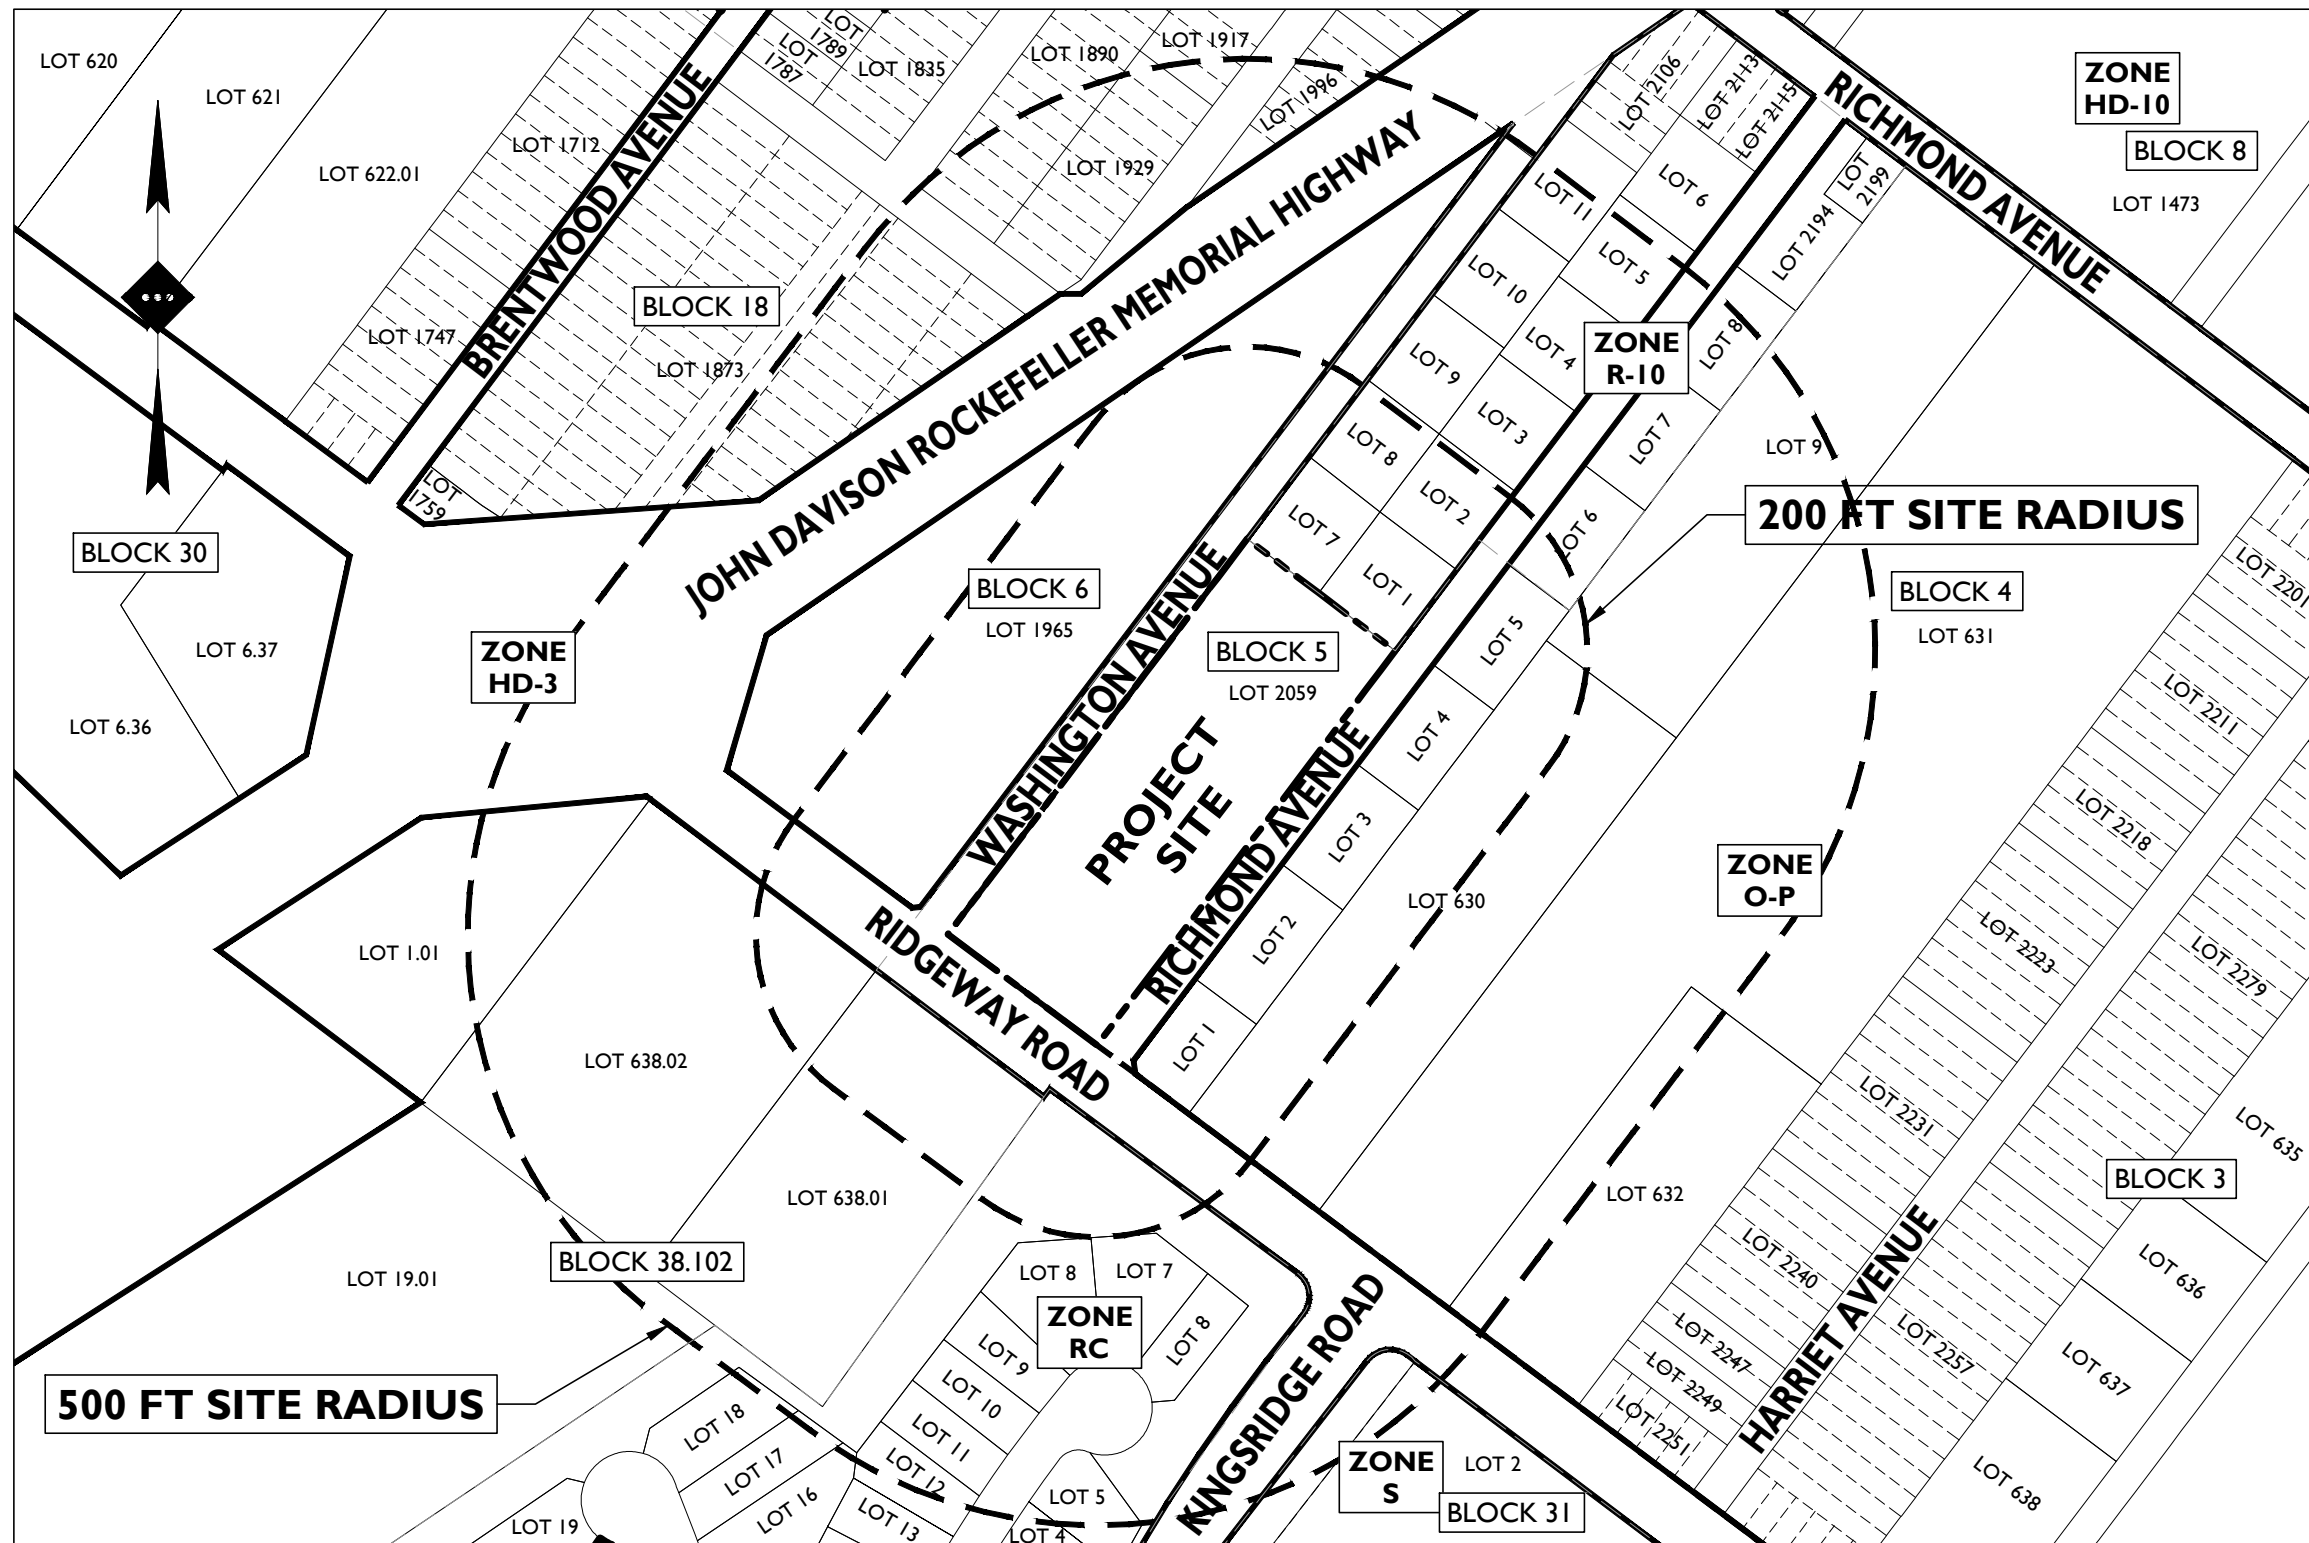 LOT 620
LOT 621
LOT 622.01
LOT 1712
LOT 1747
BRENTWOOD AVENUE
LOT
1789
LOT
1787
LOT 1835
LOT 1890
LOT 1917
LOT 1996
LOT 1929
BLOCK 18
LOT 1873
LOT
1759
JOHN DAVISON ROCKEFELLER MEMORIAL HIGHWAY
LOT 2106
LOT 2113
LOT 2115
RICHMOND AVENUE
ZONE
HD-10
BLOCK 8
LOT 1473
LOT
2199
LOT 2194
LOT 11
LOT 6
LOT 10
LOT 5
LOT 9
LOT 4
ZONE
R-10
LOT 8
LOT 3
LOT 8
LOT 2
LOT 7
LOT 1
LOT 7
LOT 6
LOT 9
200 FT SITE RADIUS
BLOCK 4
LOT 631
LOT 2201
LOT 2211
LOT 2218
LOT 2223
LOT 2279
BLOCK 30
LOT 6.37
LOT 6.36
ZONE
HD-3
BLOCK 6
LOT 1965
WASHINGTON AVENUE
BLOCK 5
LOT 2059
PROJECT
SITE
RICHMOND AVENUE
LOT 5
LOT 4
LOT 3
LOT 2
LOT 1
LOT 630
ZONE
O-P
RIDGEWAY ROAD
LOT 1.01
LOT 638.02
LOT 638.01
BLOCK 38.102
LOT 19.01
500 FT SITE RADIUS
LOT 632
LOT 2231
LOT 2240
LOT 2247
LOT 2249
LOT 2251
HARRIET AVENUE
LOT 2257
LOT 635
BLOCK 3
LOT 636
LOT 637
LOT 638
LOT 8
LOT 7
ZONE
RC
LOT 8
LOT 9
LOT 10
LOT 11
LOT 12
LOT 13
LOT 18
LOT 17
LOT 16
LOT 19
LOT 5
LOT 4
KINGSRIDGE ROAD
ZONE
S
LOT 2
BLOCK 31